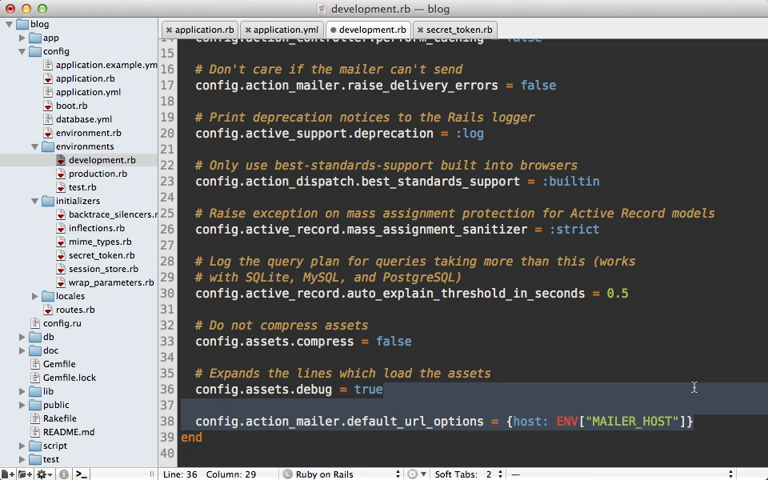 development.rb — blog
blog
app
config
application.example.ym
application.rb
application.yml
boot.rb
database.yml
environment.rb
environments
development.rb
production.rb
test.rb
initializers
backtrace_silencers.r
inflections.rb
mime_types.rb
secret_token.rb
session_store.rb
wrap_parameters.rb
locales
routes.rb
config.ru
db
doc
Gemfile
Gemfile.lock
lib
public
Rakefile
README.md
script
test
application.rb
application.yml
development.rb
secret_token.rb
14 config.action_controller.perform_caching = false
15
16 # Don't care if the mailer can't send
17 config.action_mailer.raise_delivery_errors = false
18
19 # Print deprecation notices to the Rails logger
20 config.active_support.deprecation = :log
21
22 # Only use best-standards-support built into browsers
23 config.action_dispatch.best_standards_support = :builtin
24
25 # Raise exception on mass assignment protection for Active Record models
26 config.active_record.mass_assignment_sanitizer = :strict
27
28 # Log the query plan for queries taking more than this (works
29 # with SQLite, MySQL, and PostgreSQL)
30 config.active_record.auto_explain_threshold_in_seconds = 0.5
31
32 # Do not compress assets
33 config.assets.compress = false
34
35 # Expands the lines which load the assets
36 config.assets.debug = true
37
38 config.action_mailer.default_url_options = {host: ENV["MAILER_HOST"]}
39 end
40
Line: 36 Column: 29 Ruby on Rails Soft Tabs: 2 —